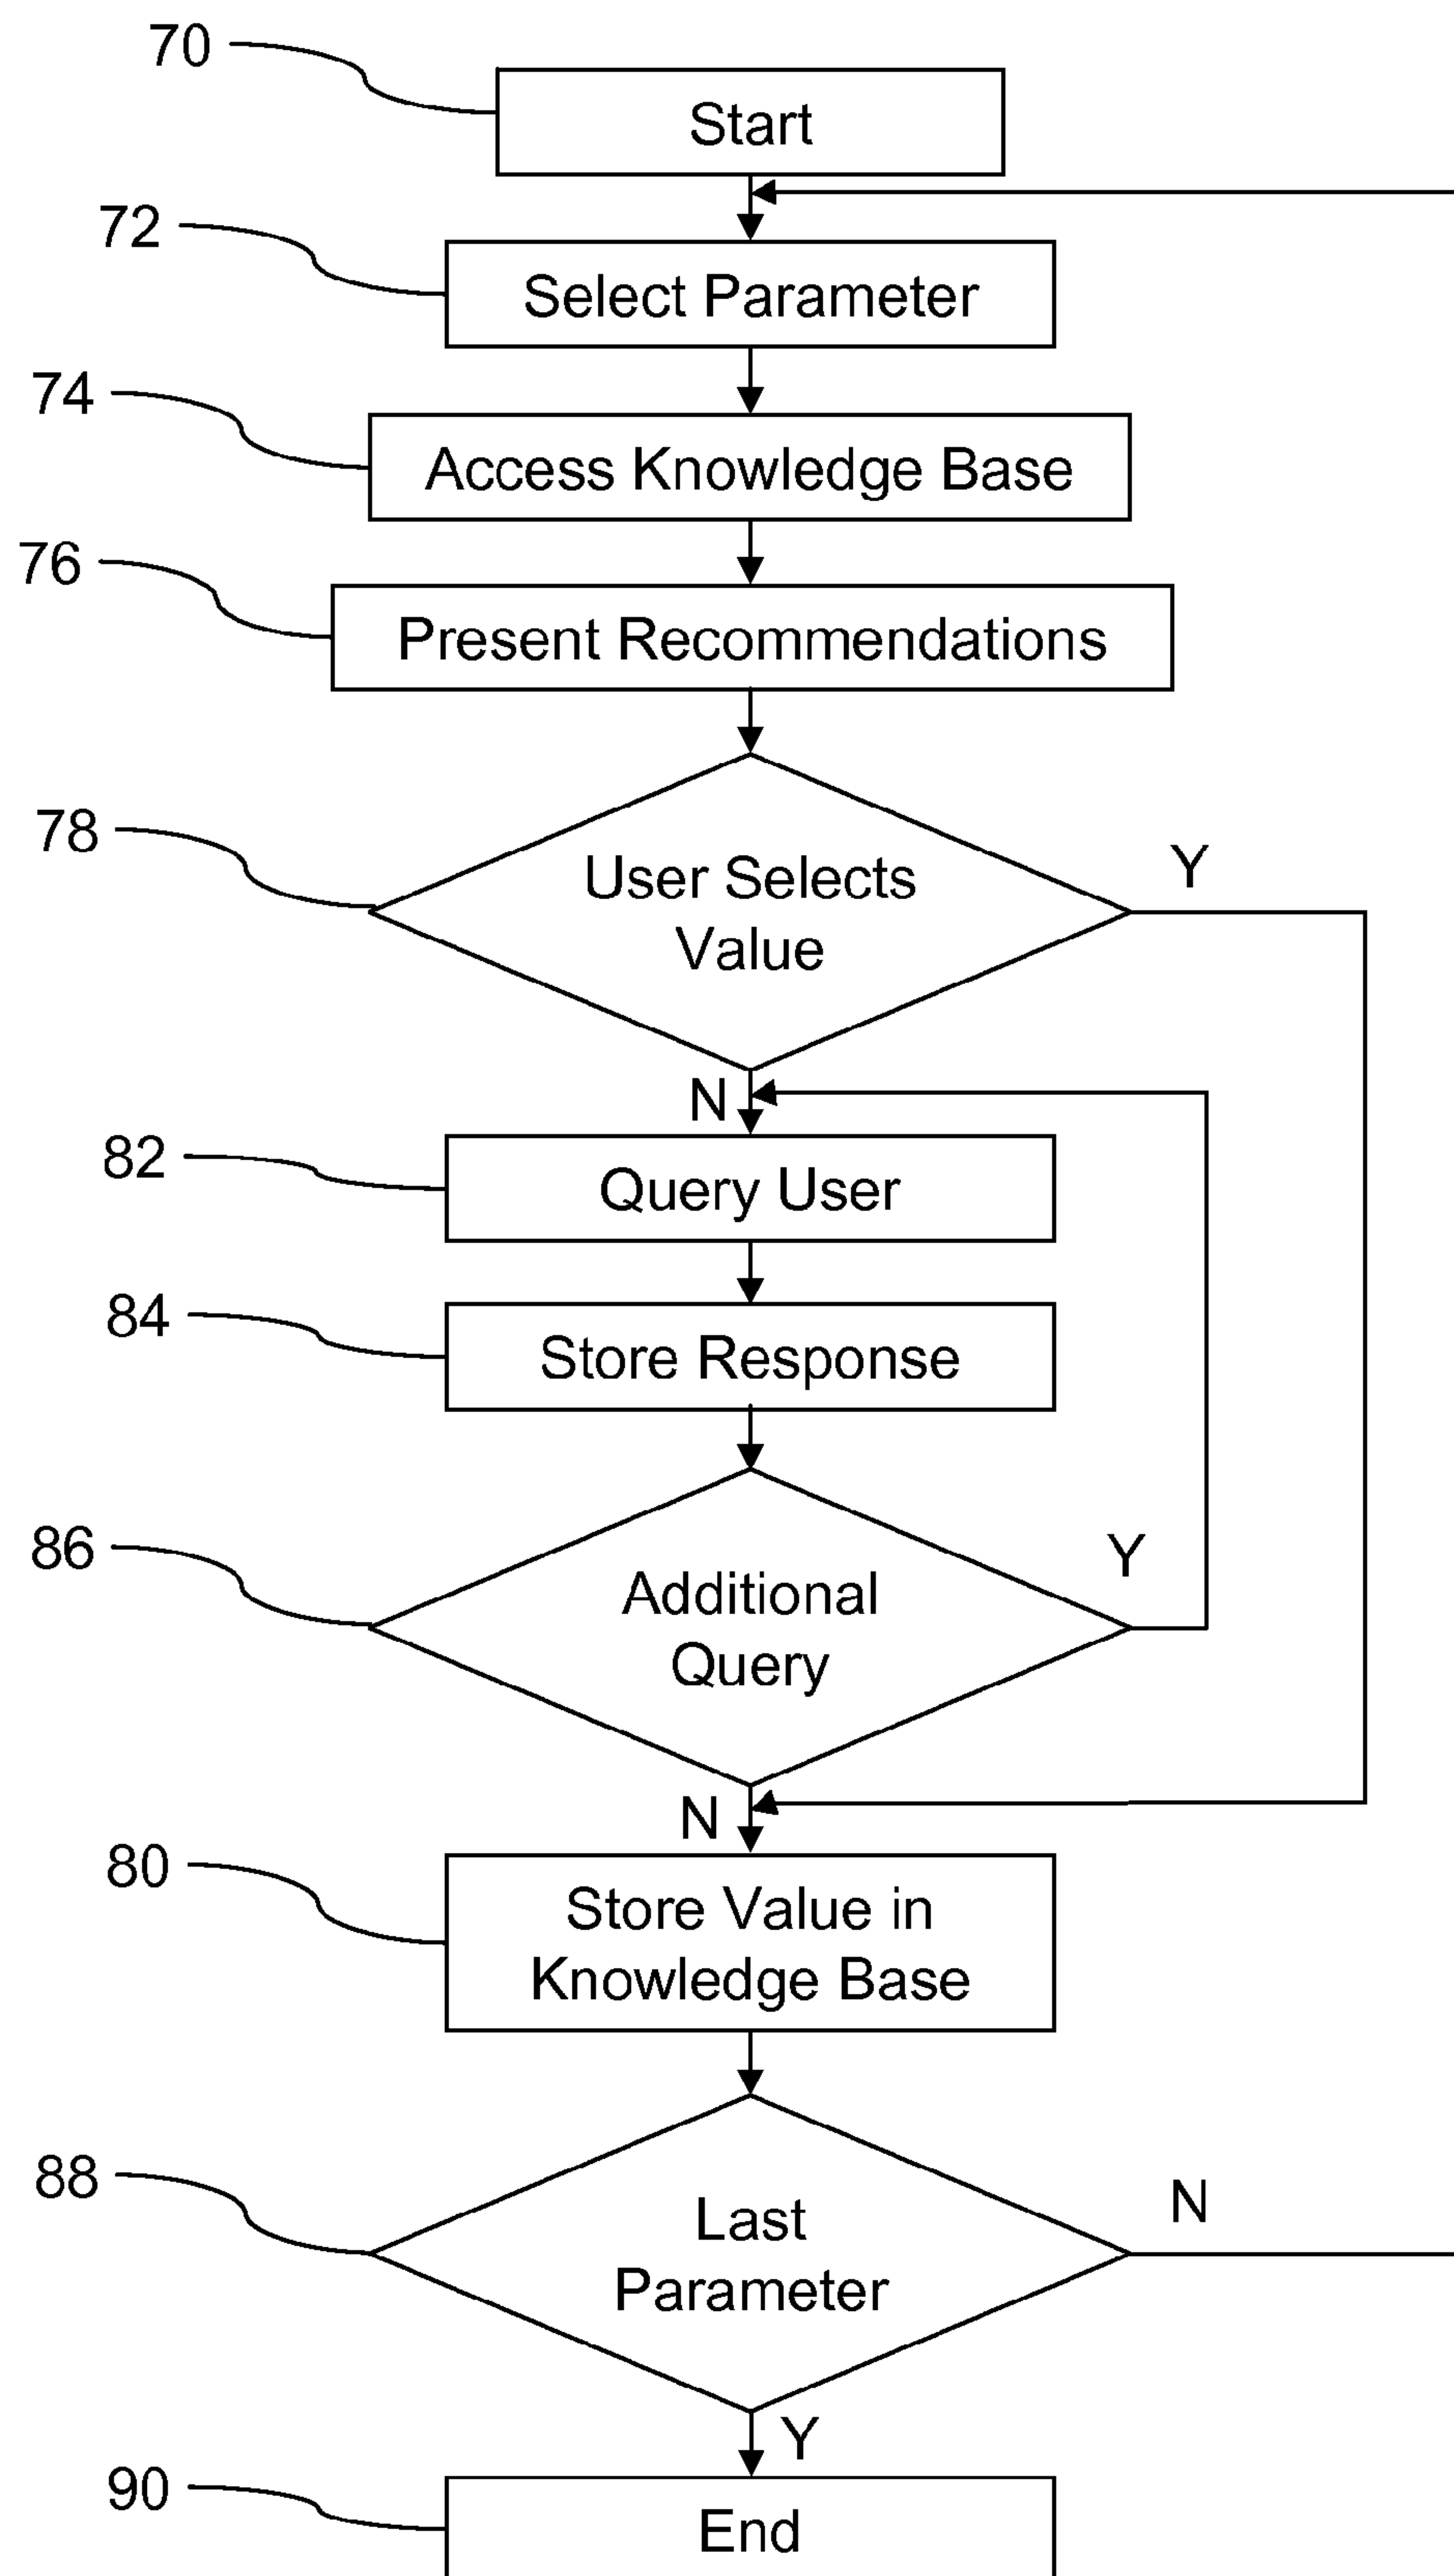 70
Start
72
Select Parameter
74
Access Knowledge Base
76
Present Recommendations
78
User Selects
Value
Y
N
82
Query User
84
Store Response
86
Additional
Query
Y
N
80
Store Value in
Knowledge Base
88
Last
Parameter
N
Y
90
End